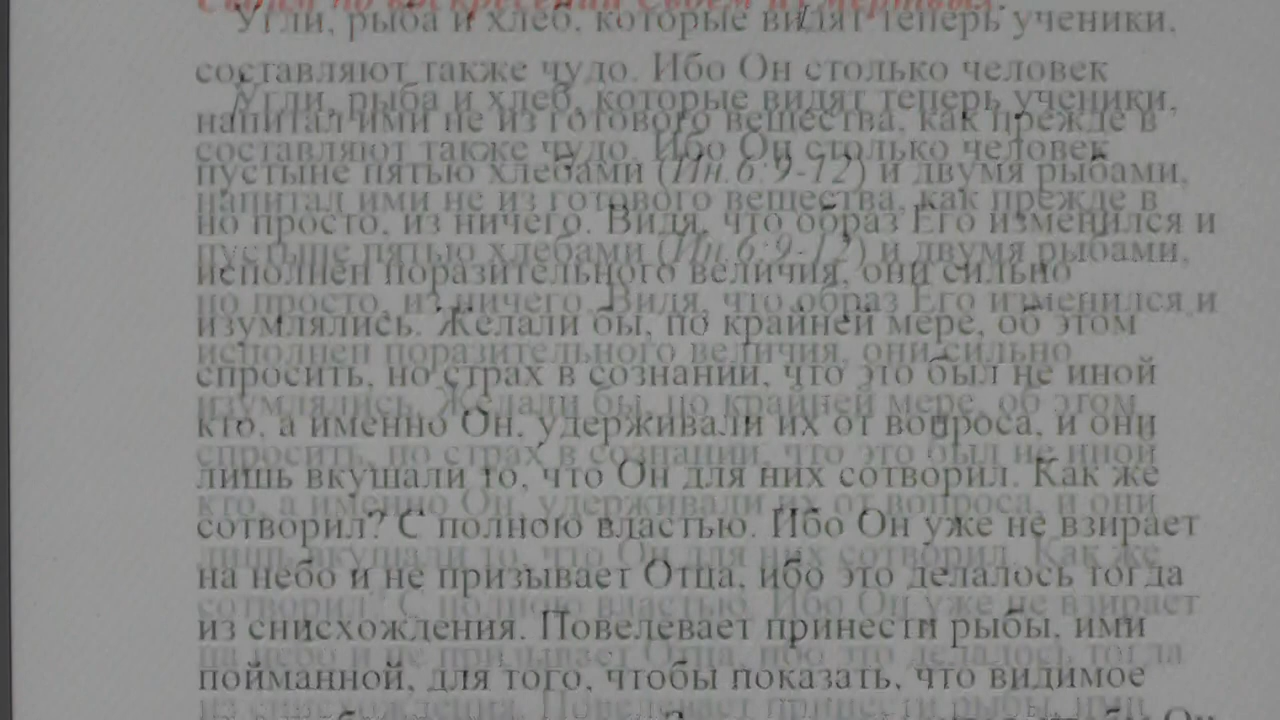 Своем из мертвых.
Угли, рыба и хлеб, которые видят теперь ученики,
составляют также чудо. Ибо Он столько человек
напитал ими не из готового вещества, как прежде в
пустыне пятью хлебами (Ин.6:9-12) и двумя рыбами,
но просто, из ничего. Видя, что образ Его изменился и
исполнен поразительного величия, они сильно
изумлялись. Желали бы, по крайней мере, об этом
спросить, но страх в сознании, что это был не иной
кто, а именно Он, удерживали их от вопроса, и они
лишь вкушали то, что Он для них сотворил. Как же
сотворил? С полною властью. Ибо Он уже не взирает
на небо и не призывает Отца, ибо это делалось тогда
из снисхождения. Повелевает принести рыбы, ими
пойманной, для того, чтобы показать, что видимое